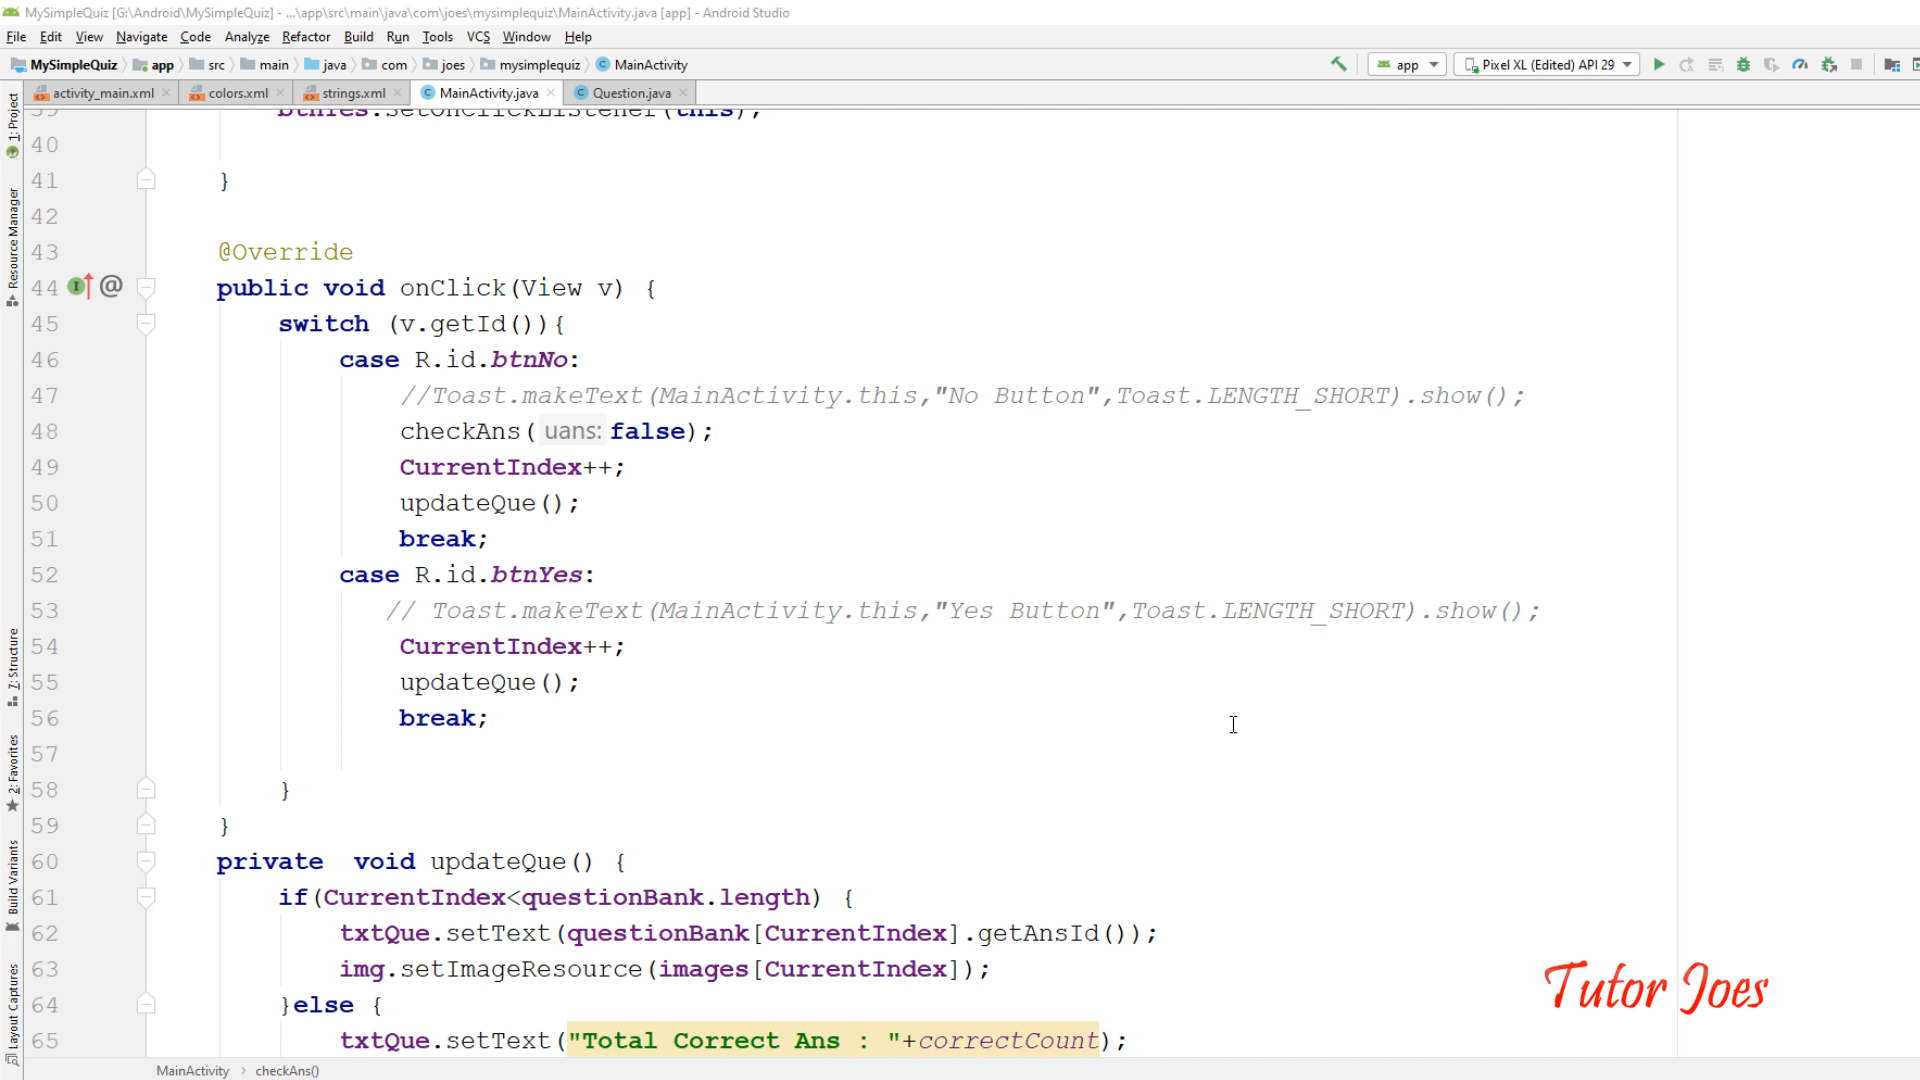 MySimpleQuiz [G:\Android\MySimpleQuiz] - ...\app\src\main\java\com\joes\mysimplequiz\MainActivity.java [app] - Android Studio
File Edit View Navigate Code Analyze Refactor Build Run Tools VCS Window Help
MySimpleQuiz app src main java com joes mysimplequiz MainActivity app Pixel XL (Edited) API 29
activity_main.xml colors.xml strings.xml MainActivity.java Question.java
1: Project
Resource Manager
7: Structure
2: Favorites
Build Variants
Layout Captures
39 btnYes.setOnClickListener(this);
40
41 }
42
43 @Override
44 public void onClick(View v) {
45 switch (v.getId()){
46 case R.id.btnNo:
47 //Toast.makeText(MainActivity.this,"No Button",Toast.LENGTH_SHORT).show();
48 checkAns( uans: false);
49 CurrentIndex++;
50 updateQue();
51 break;
52 case R.id.btnYes:
53 // Toast.makeText(MainActivity.this,"Yes Button",Toast.LENGTH_SHORT).show();
54 CurrentIndex++;
55 updateQue();
56 break;
57
58 }
59 }
60 private  void updateQue() {
61 if(CurrentIndex<questionBank.length) {
62 txtQue.setText(questionBank[CurrentIndex].getAnsId());
63 img.setImageResource(images[CurrentIndex]);
64 }else {
65 txtQue.setText("Total Correct Ans : "+correctCount);
Tutor Joes
MainActivity › checkAns()